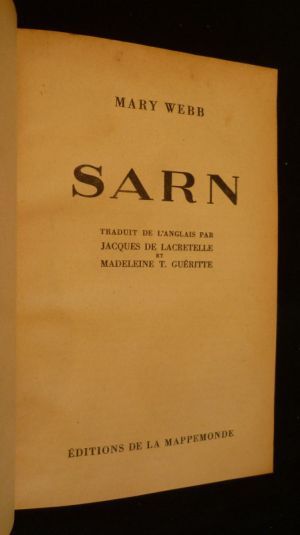 MARY WEBB
SARN
TRADUIT DE L'ANGLAIS PAR
JACQUES DE LACRETELLE
ET
MADELEINE T. GUÉRITTE
ÉDITIONS DE LA MAPPEMONDE